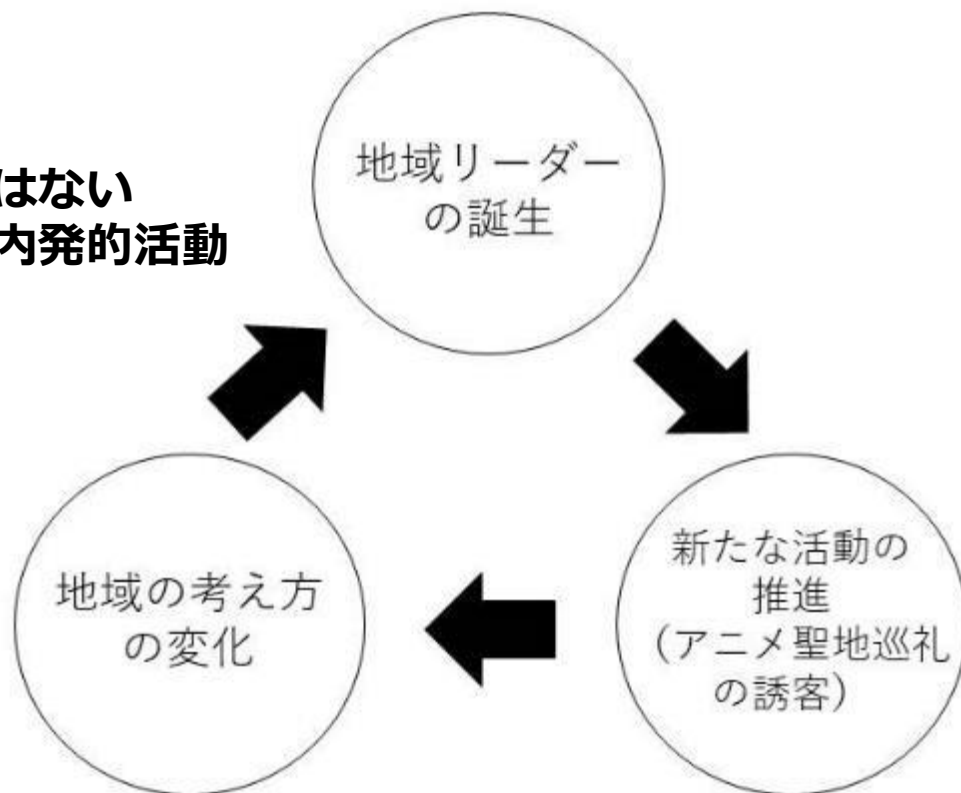 はない
内発的活動
地域リーダー
の誕生
新たな活動の
推進
（アニメ聖地巡礼
の誘客）
地域の考え方
の変化